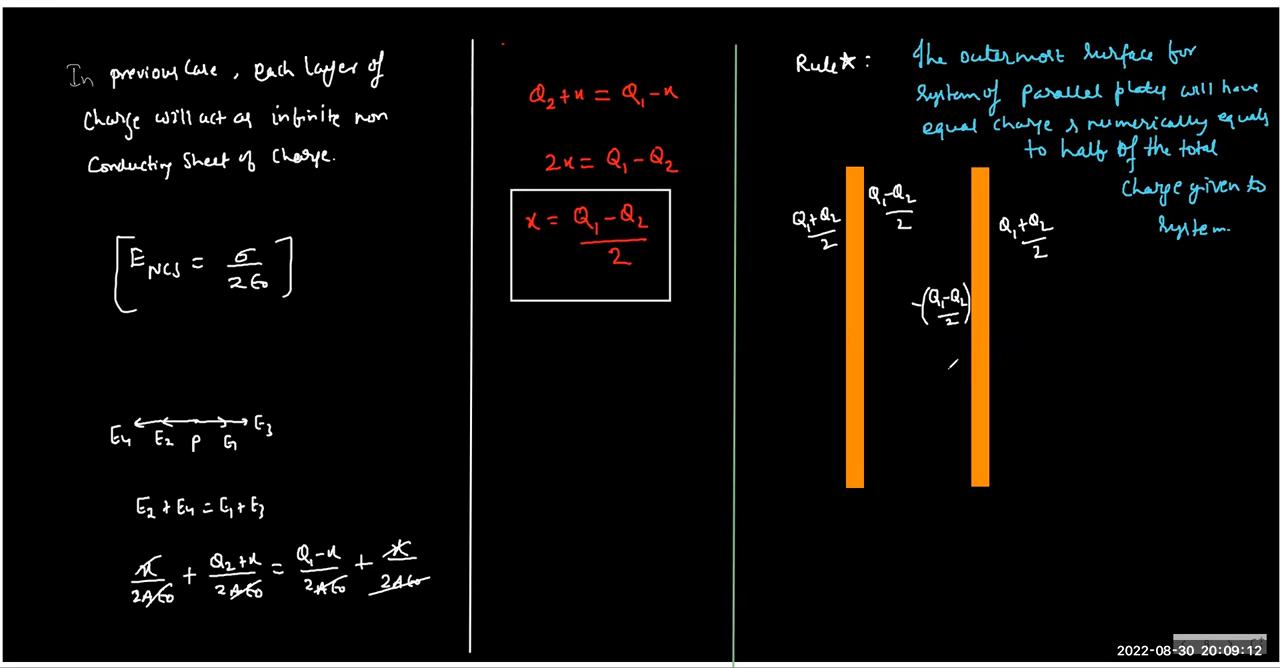 In previous Case, each layer of
Charge will act as infinite non
Conducting Sheet of Charge.
[E_NCS = σ/2ε₀]
E₄ E₂ P E₁ E₃
E₂ + E₄ = E₁ + E₃
x/2Aε₀ + Q₂+x/2Aε₀ = Q₁-x/2Aε₀ + x/2Aε₀
Q₂+x = Q₁-x
2x = Q₁-Q₂
x = Q₁-Q₂/2
Rule★: The outermost surface for
system of parallel plates will have
equal charge & numerically equals
to half of the total
Charge given to
system.
Q₁+Q₂/2
Q₁-Q₂/2
-(Q₁-Q₂/2)
Q₁+Q₂/2
2022-08-30 20:09:12